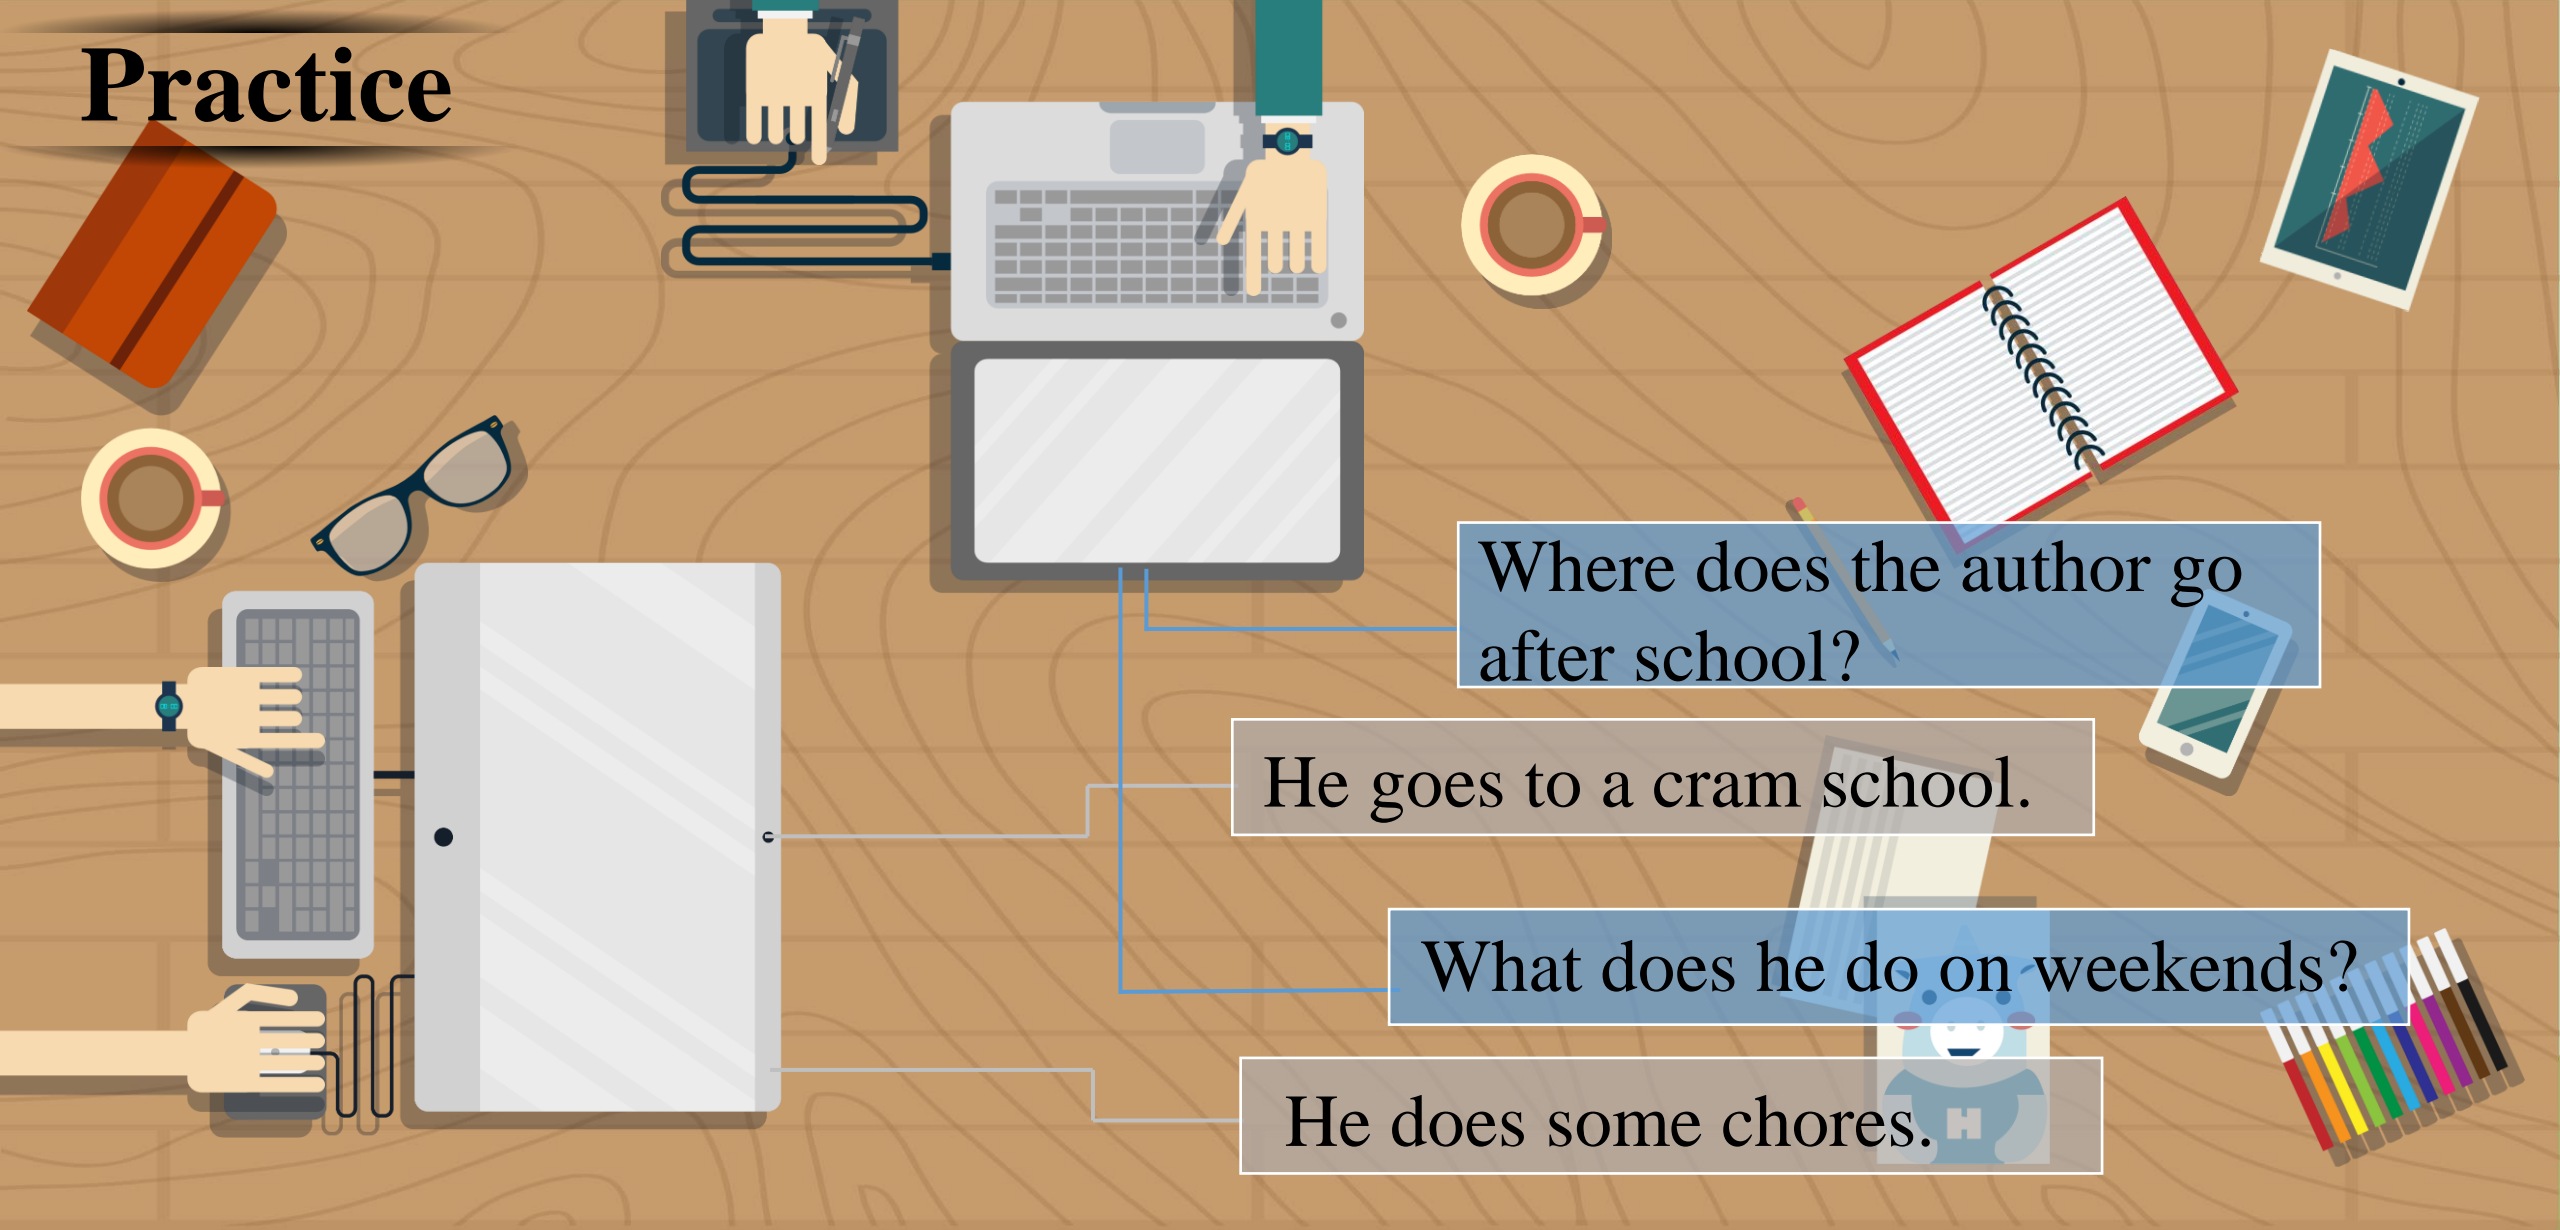 Practice
Where does the author go
after school?
He goes to a cram school.
What does he do on weekends?
He does some chores.
H